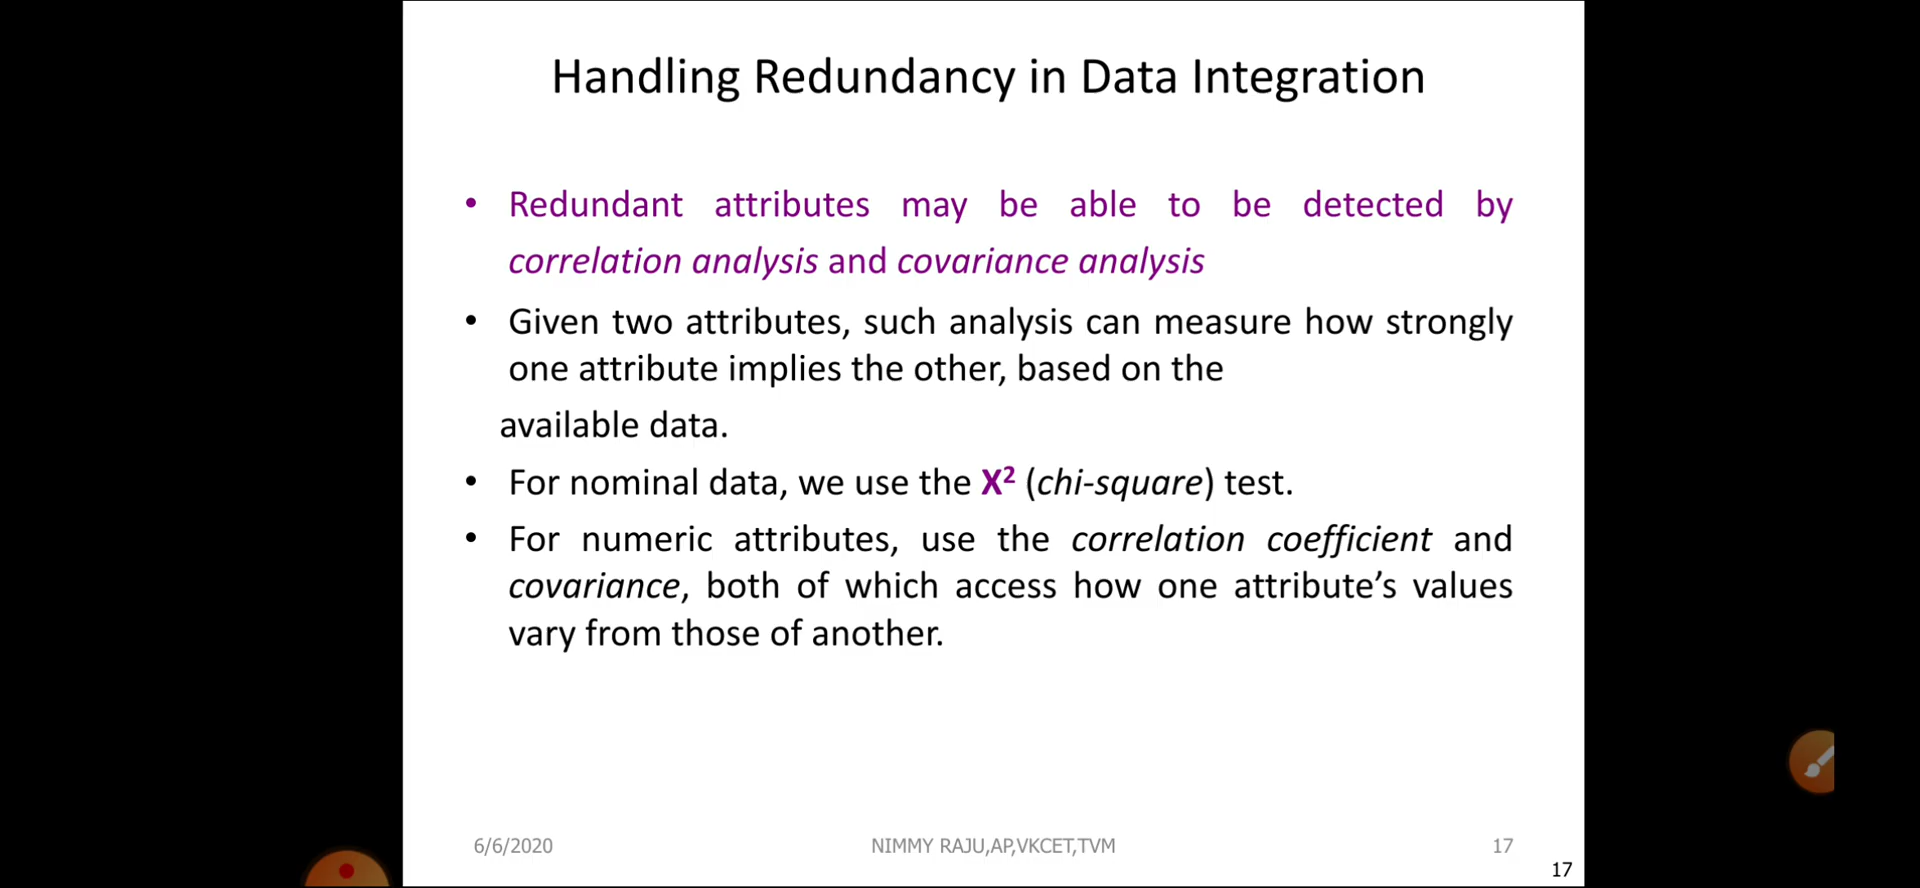 Handling Redundancy in Data Integration
• Redundant attributes may be able to be detected by
correlation analysis and covariance analysis
• Given two attributes, such analysis can measure how strongly
one attribute implies the other, based on the
available data.
• For nominal data, we use the X² (chi-square) test.
• For numeric attributes, use the correlation coefficient and
covariance, both of which access how one attribute’s values
vary from those of another.
6/6/2020 NIMMY RAJU,AP,VKCET,TVM 17
17